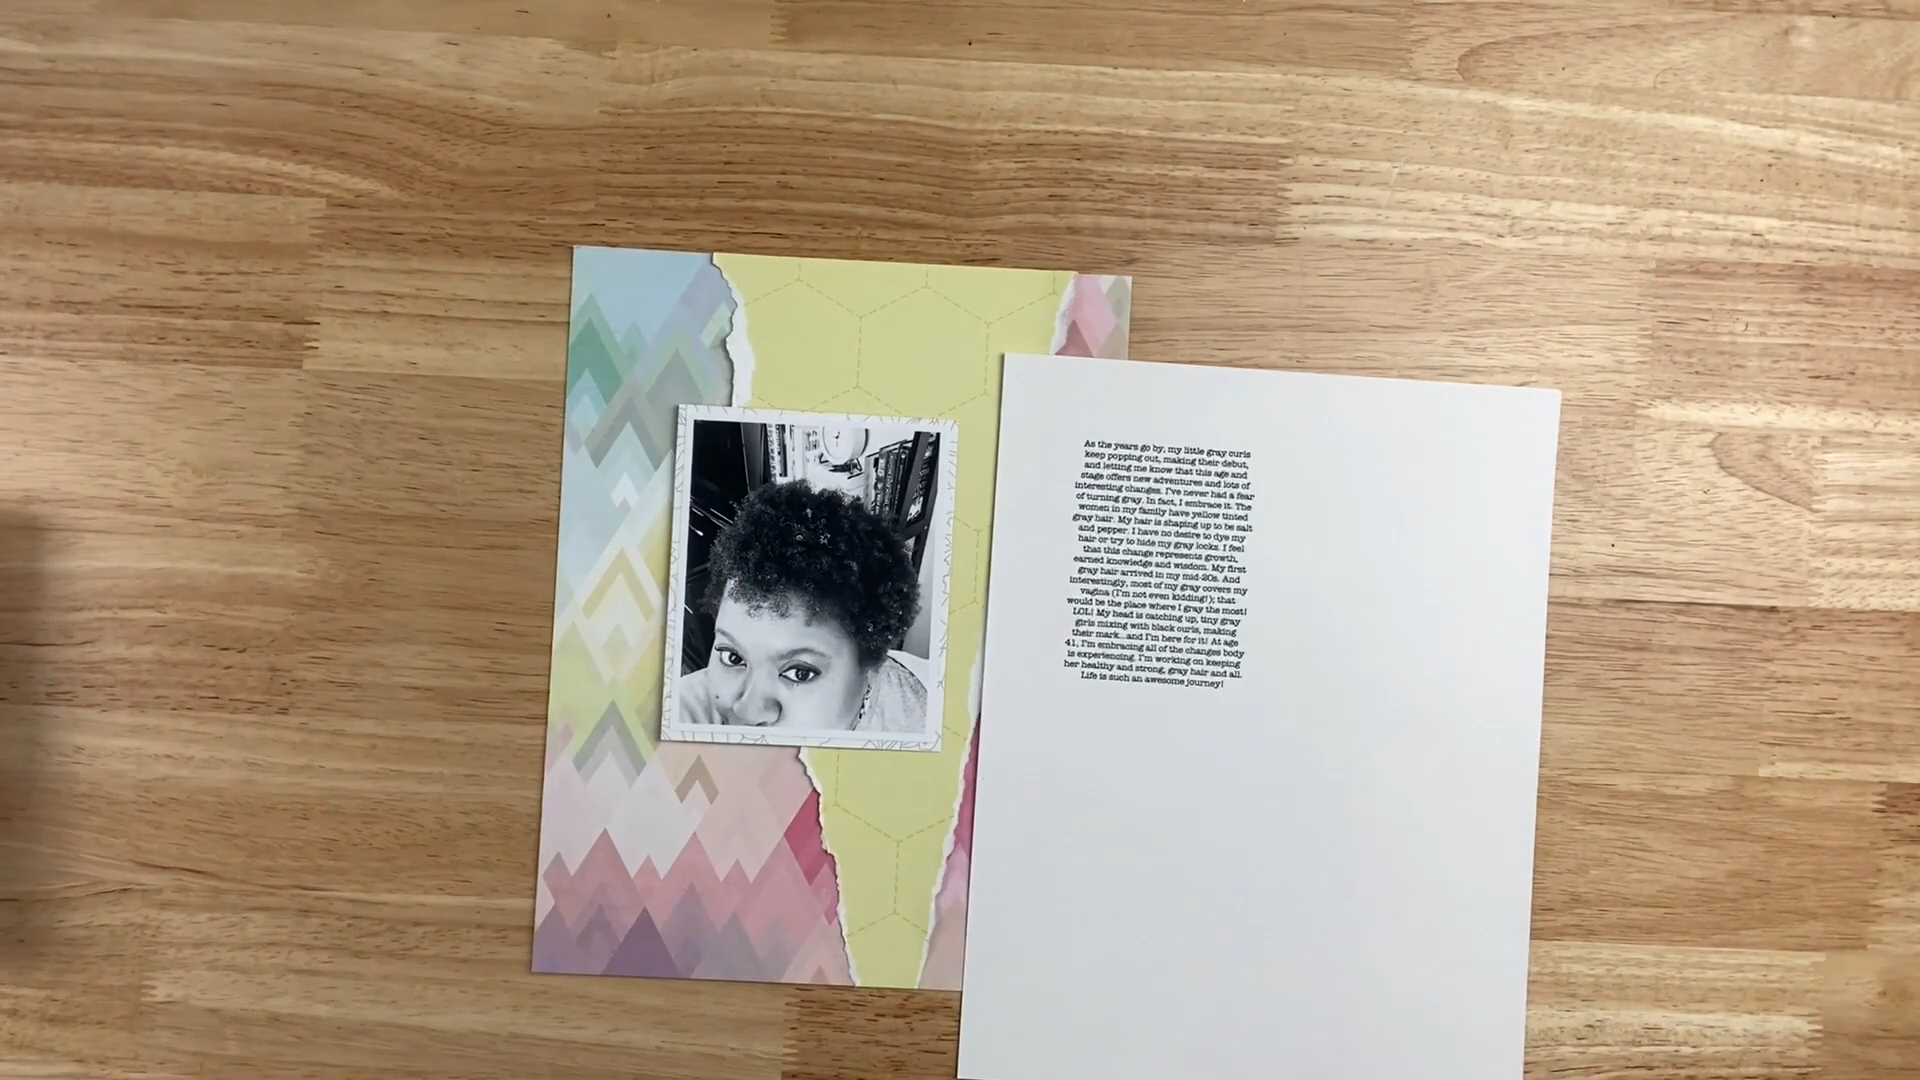 As the years go by, my little gray curls
keep popping out, making their debut,
and letting me know that this age and
stage offers new adventures and lots of
interesting changes. I've never had a fear
of turning gray. In fact, I embrace it. The
women in my family have yellow tinted
gray hair. My hair is shaping up to be salt
and pepper. I have no desire to dye my
hair or try to hide my gray locks. I feel
that this change represents growth,
earned knowledge and wisdom. My first
gray hair arrived in my mid-20s. And
interestingly, most of my gray covers my
vagina (I'm not even kidding!); that
would be the place where I gray the most!
LOL! My head is catching up, tiny gray
girls mixing with black curls, making
their mark...and I'm here for it! At age
41, I'm embracing all of the changes body
is experiencing. I'm working on keeping
her healthy and strong, gray hair and all.
Life is such an awesome journey!